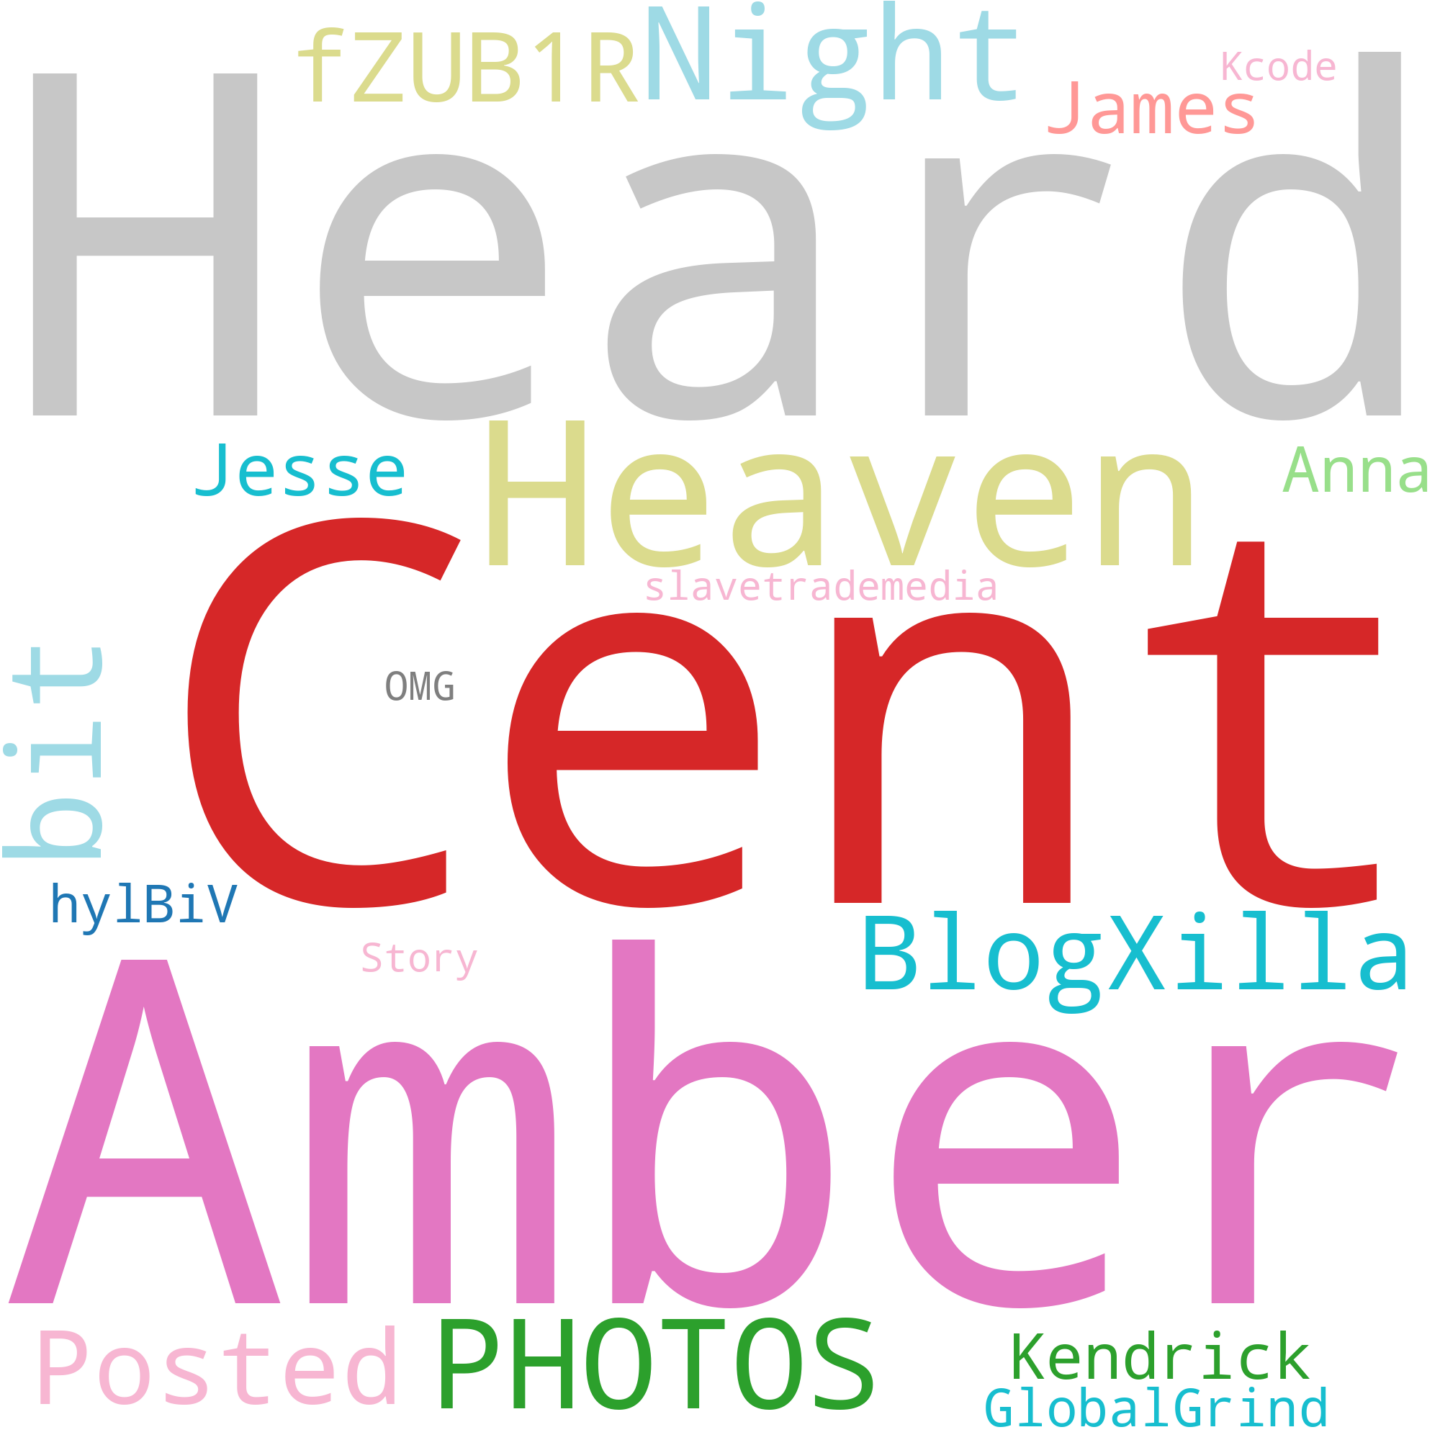 fZUB1R
Night
Kcode
James
Heard
Jesse
Heaven
Anna
slavetrademedia
Cent
OMG
bit
hylBiV
BlogXilla
Story
Amber
Posted
PHOTOS
Kendrick
GlobalGrind